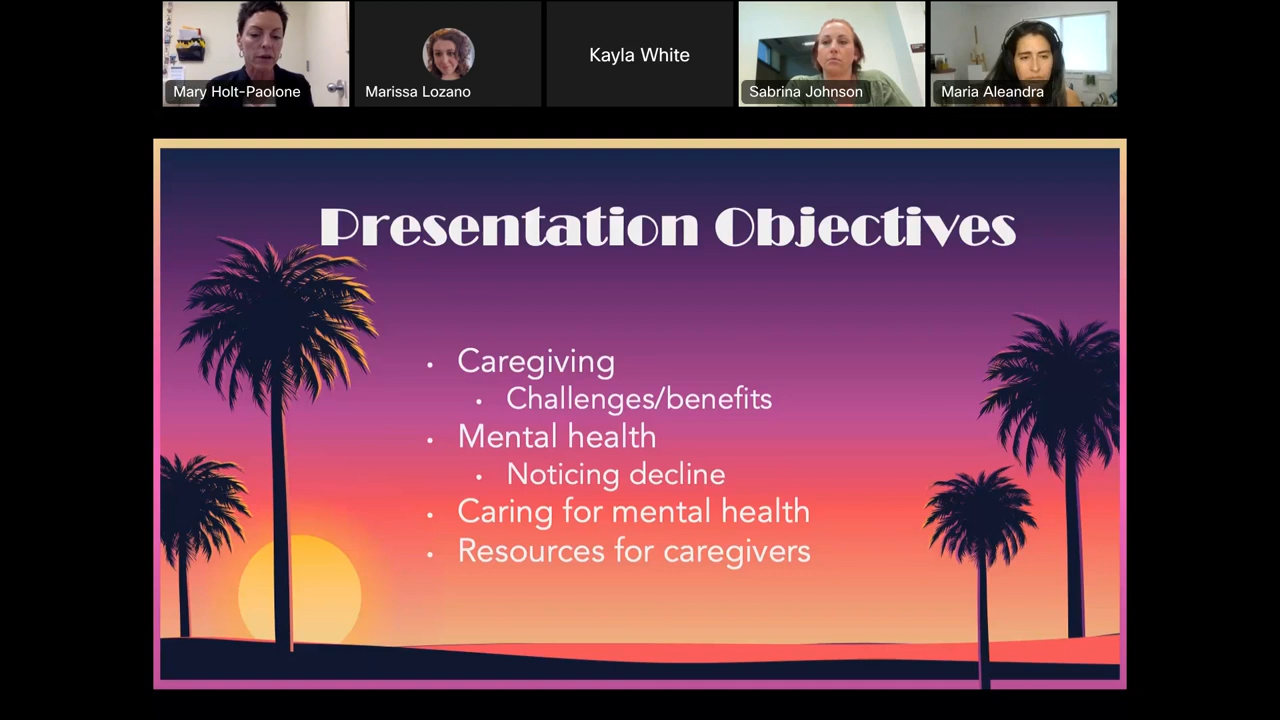 Mary Holt-Paolone
Marissa Lozano
Kayla White
Sabrina Johnson
Maria Aleandra
Presentation Objectives
• Caregiving
• Challenges/benefits
• Mental health
• Noticing decline
• Caring for mental health
• Resources for caregivers